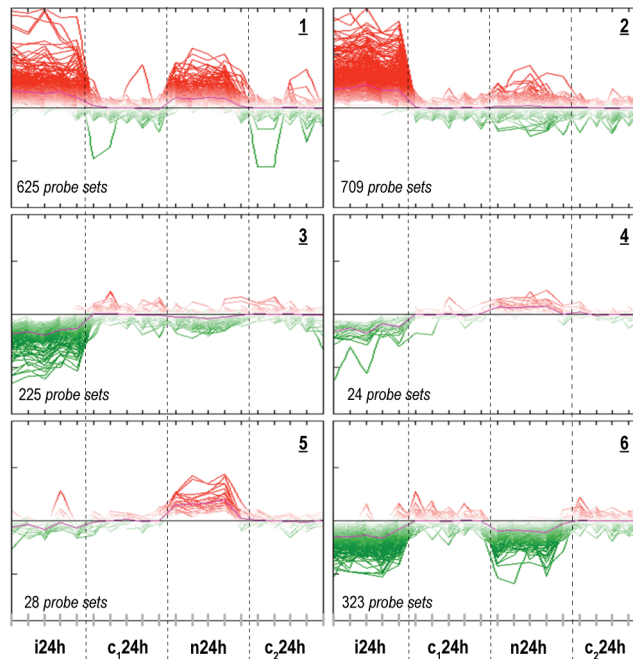 1
625 probe sets
2
709 probe sets
3
225 probe sets
4
24 probe sets
5
28 probe sets
6
323 probe sets
i24h c₁24h n24h c₂24h
i24h c₁24h n24h c₂24h